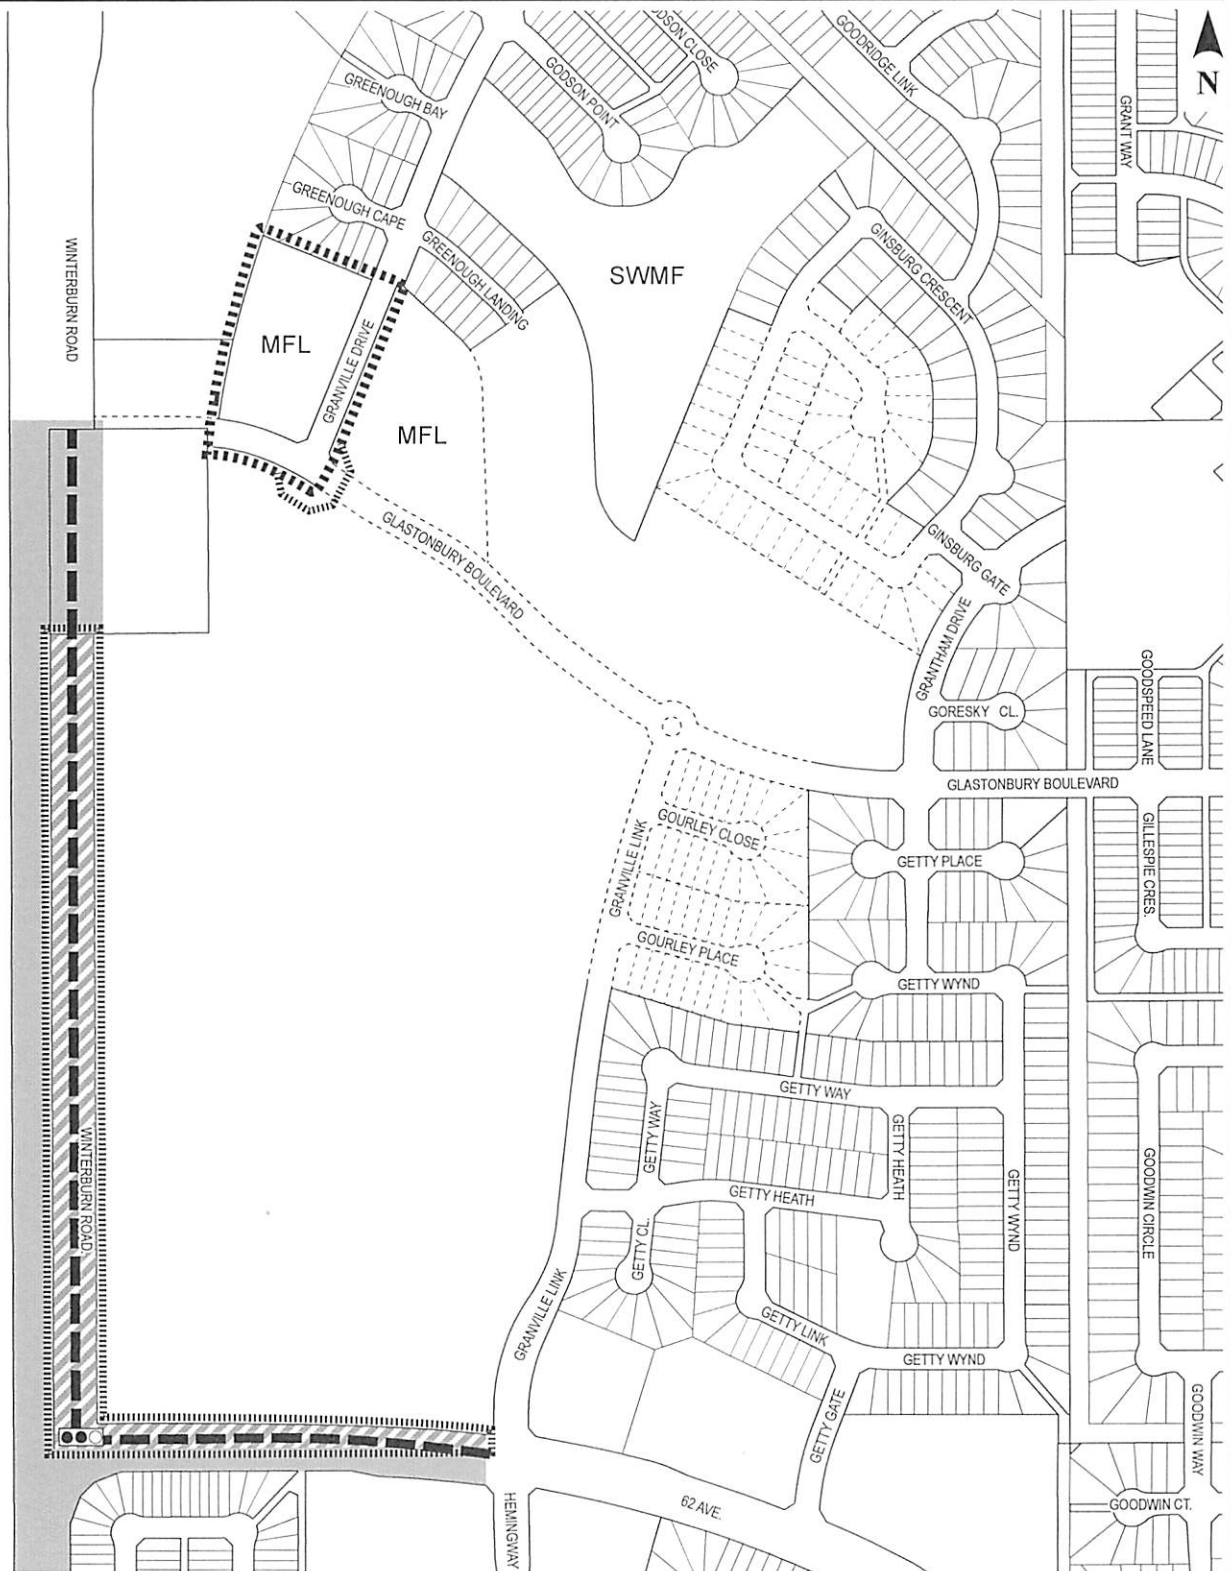 N
GODSON CLOSE
GOODRIDGE LINK
GREENOUGH BAY
GODSON POINT
GRANT WAY
GREENOUGH CAPE
GREENOUGH LANDING
GINSBURG CRESCENT
WINTERBURN ROAD
SWMF
MFL
GRANVILLE DRIVE
MFL
GLASTONBURY BOULEVARD
GINSBURG GATE
GRANTHAM DRIVE
GOODSPEED LANE
GORESKY CL.
GLASTONBURY BOULEVARD
GOURLEY CLOSE
GILLESPIE CRES.
GRANVILLE LINK
GETTY PLACE
GOURLEY PLACE
GETTY WYND
GETTY WAY
GETTY WAY
GETTY HEATH
WINTERBURN ROAD
GETTY HEATH
GETTY WYND
GOODWIN CIRCLE
GETTY CL.
GRANVILLE LINK
GETTY LINK
GETTY WYND
GETTY GATE
GOODWIN WAY
HEMINGWAY
62 AVE.
GOODWIN CT.